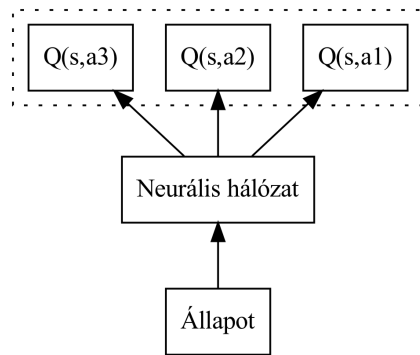 Q(s,a3) Q(s,a2) Q(s,a1)
Neurális hálózat
Állapot